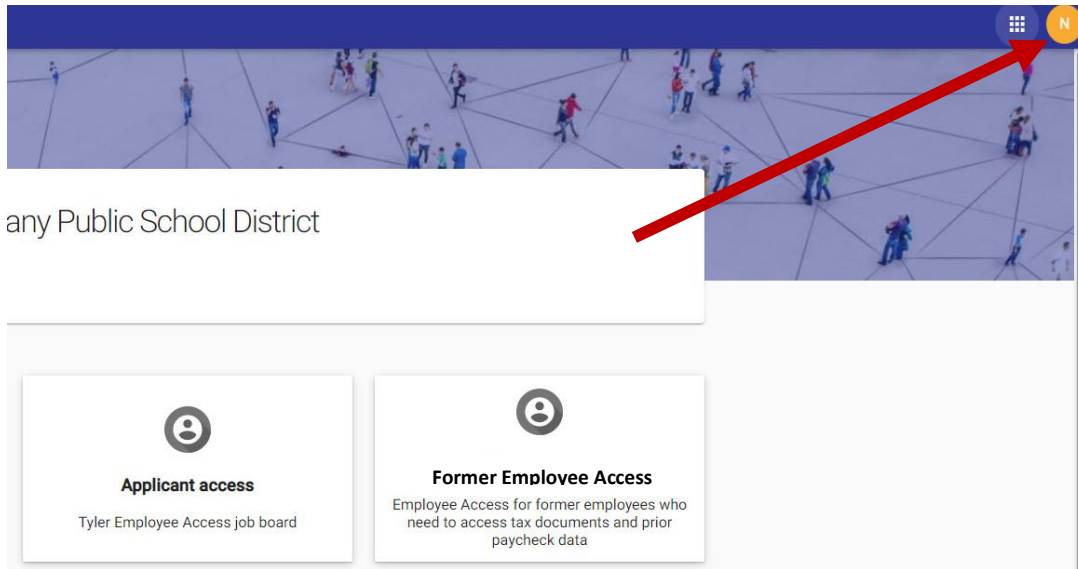 N
any Public School District
Applicant access
Tyler Employee Access job board
Former Employee Access
Employee Access for former employees who
need to access tax documents and prior
paycheck data